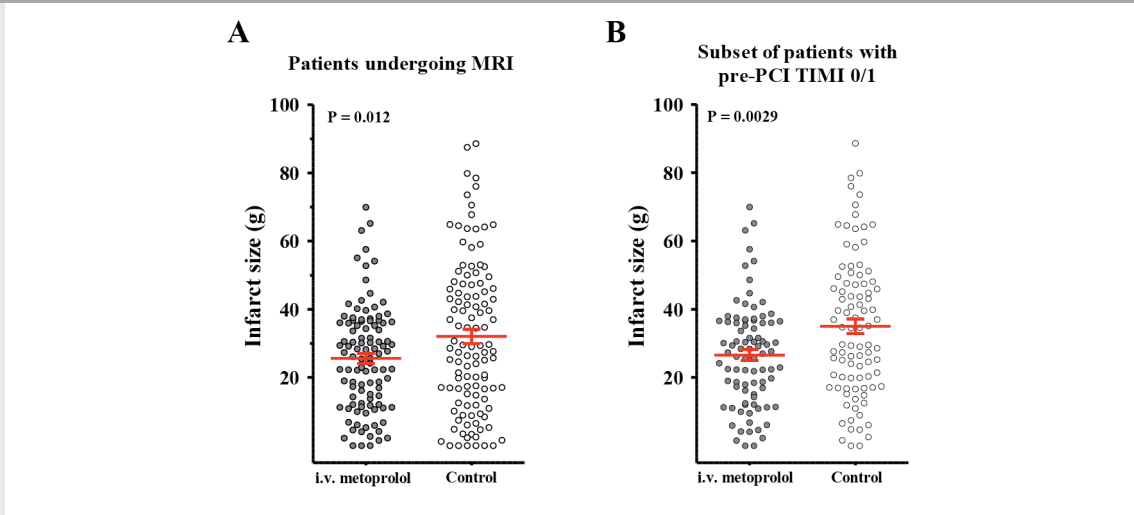 A
Patients undergoing MRI
P = 0.012
100
80
60
40
20
Infarct size (g)
i.v. metoprolol
Control
B
Subset of patients with
pre-PCI TIMI 0/1
P = 0.0029
100
80
60
40
20
Infarct size (g)
i.v. metoprolol
Control